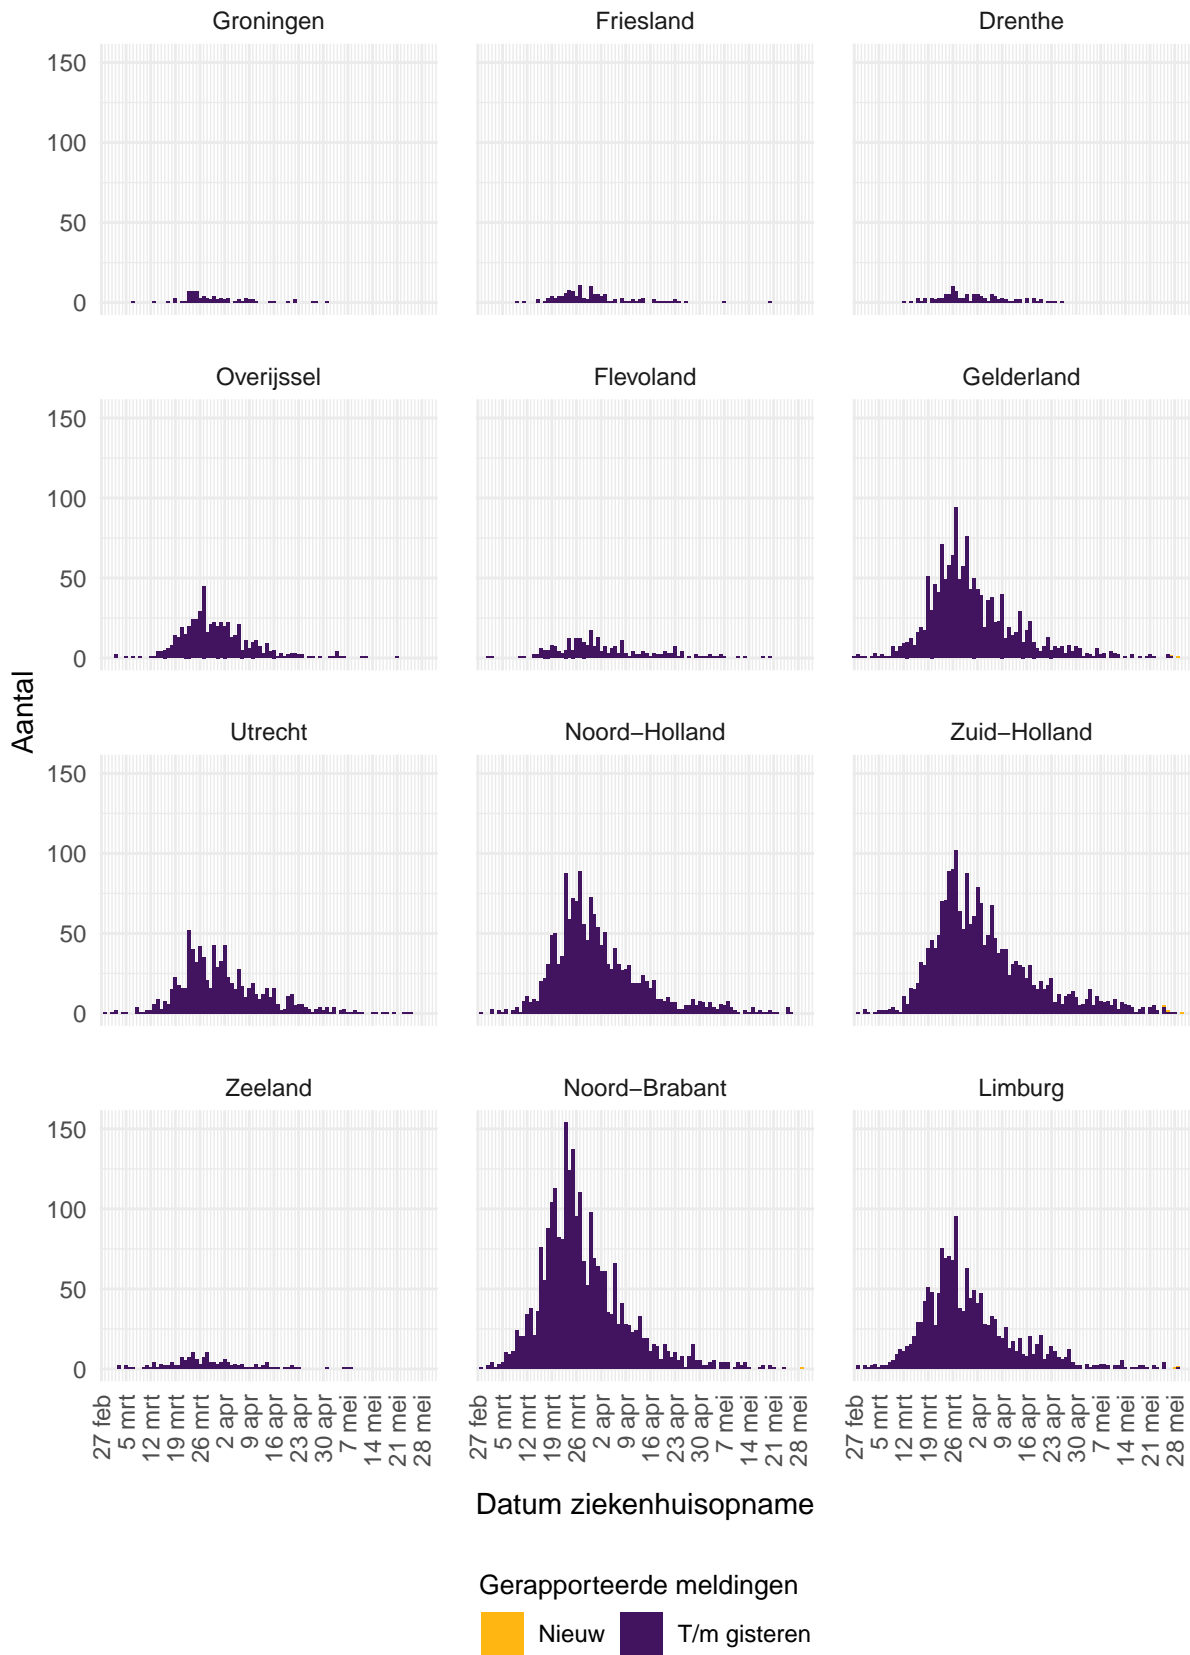 Groningen Friesland Drenthe
150
100
50
0
Overijssel Flevoland Gelderland
150
100
50
0
Aantal
Utrecht Noord−Holland Zuid−Holland
150
100
50
0
Zeeland Noord−Brabant Limburg
150
100
50
0
27 feb 5 mrt 12 mrt 19 mrt 26 mrt 2 apr 9 apr 16 apr 23 apr 30 apr 7 mei 14 mei 21 mei 28 mei
27 feb 5 mrt 12 mrt 19 mrt 26 mrt 2 apr 9 apr 16 apr 23 apr 30 apr 7 mei 14 mei 21 mei 28 mei
27 feb 5 mrt 12 mrt 19 mrt 26 mrt 2 apr 9 apr 16 apr 23 apr 30 apr 7 mei 14 mei 21 mei 28 mei
Datum ziekenhuisopname
Gerapporteerde meldingen
Nieuw T/m gisteren